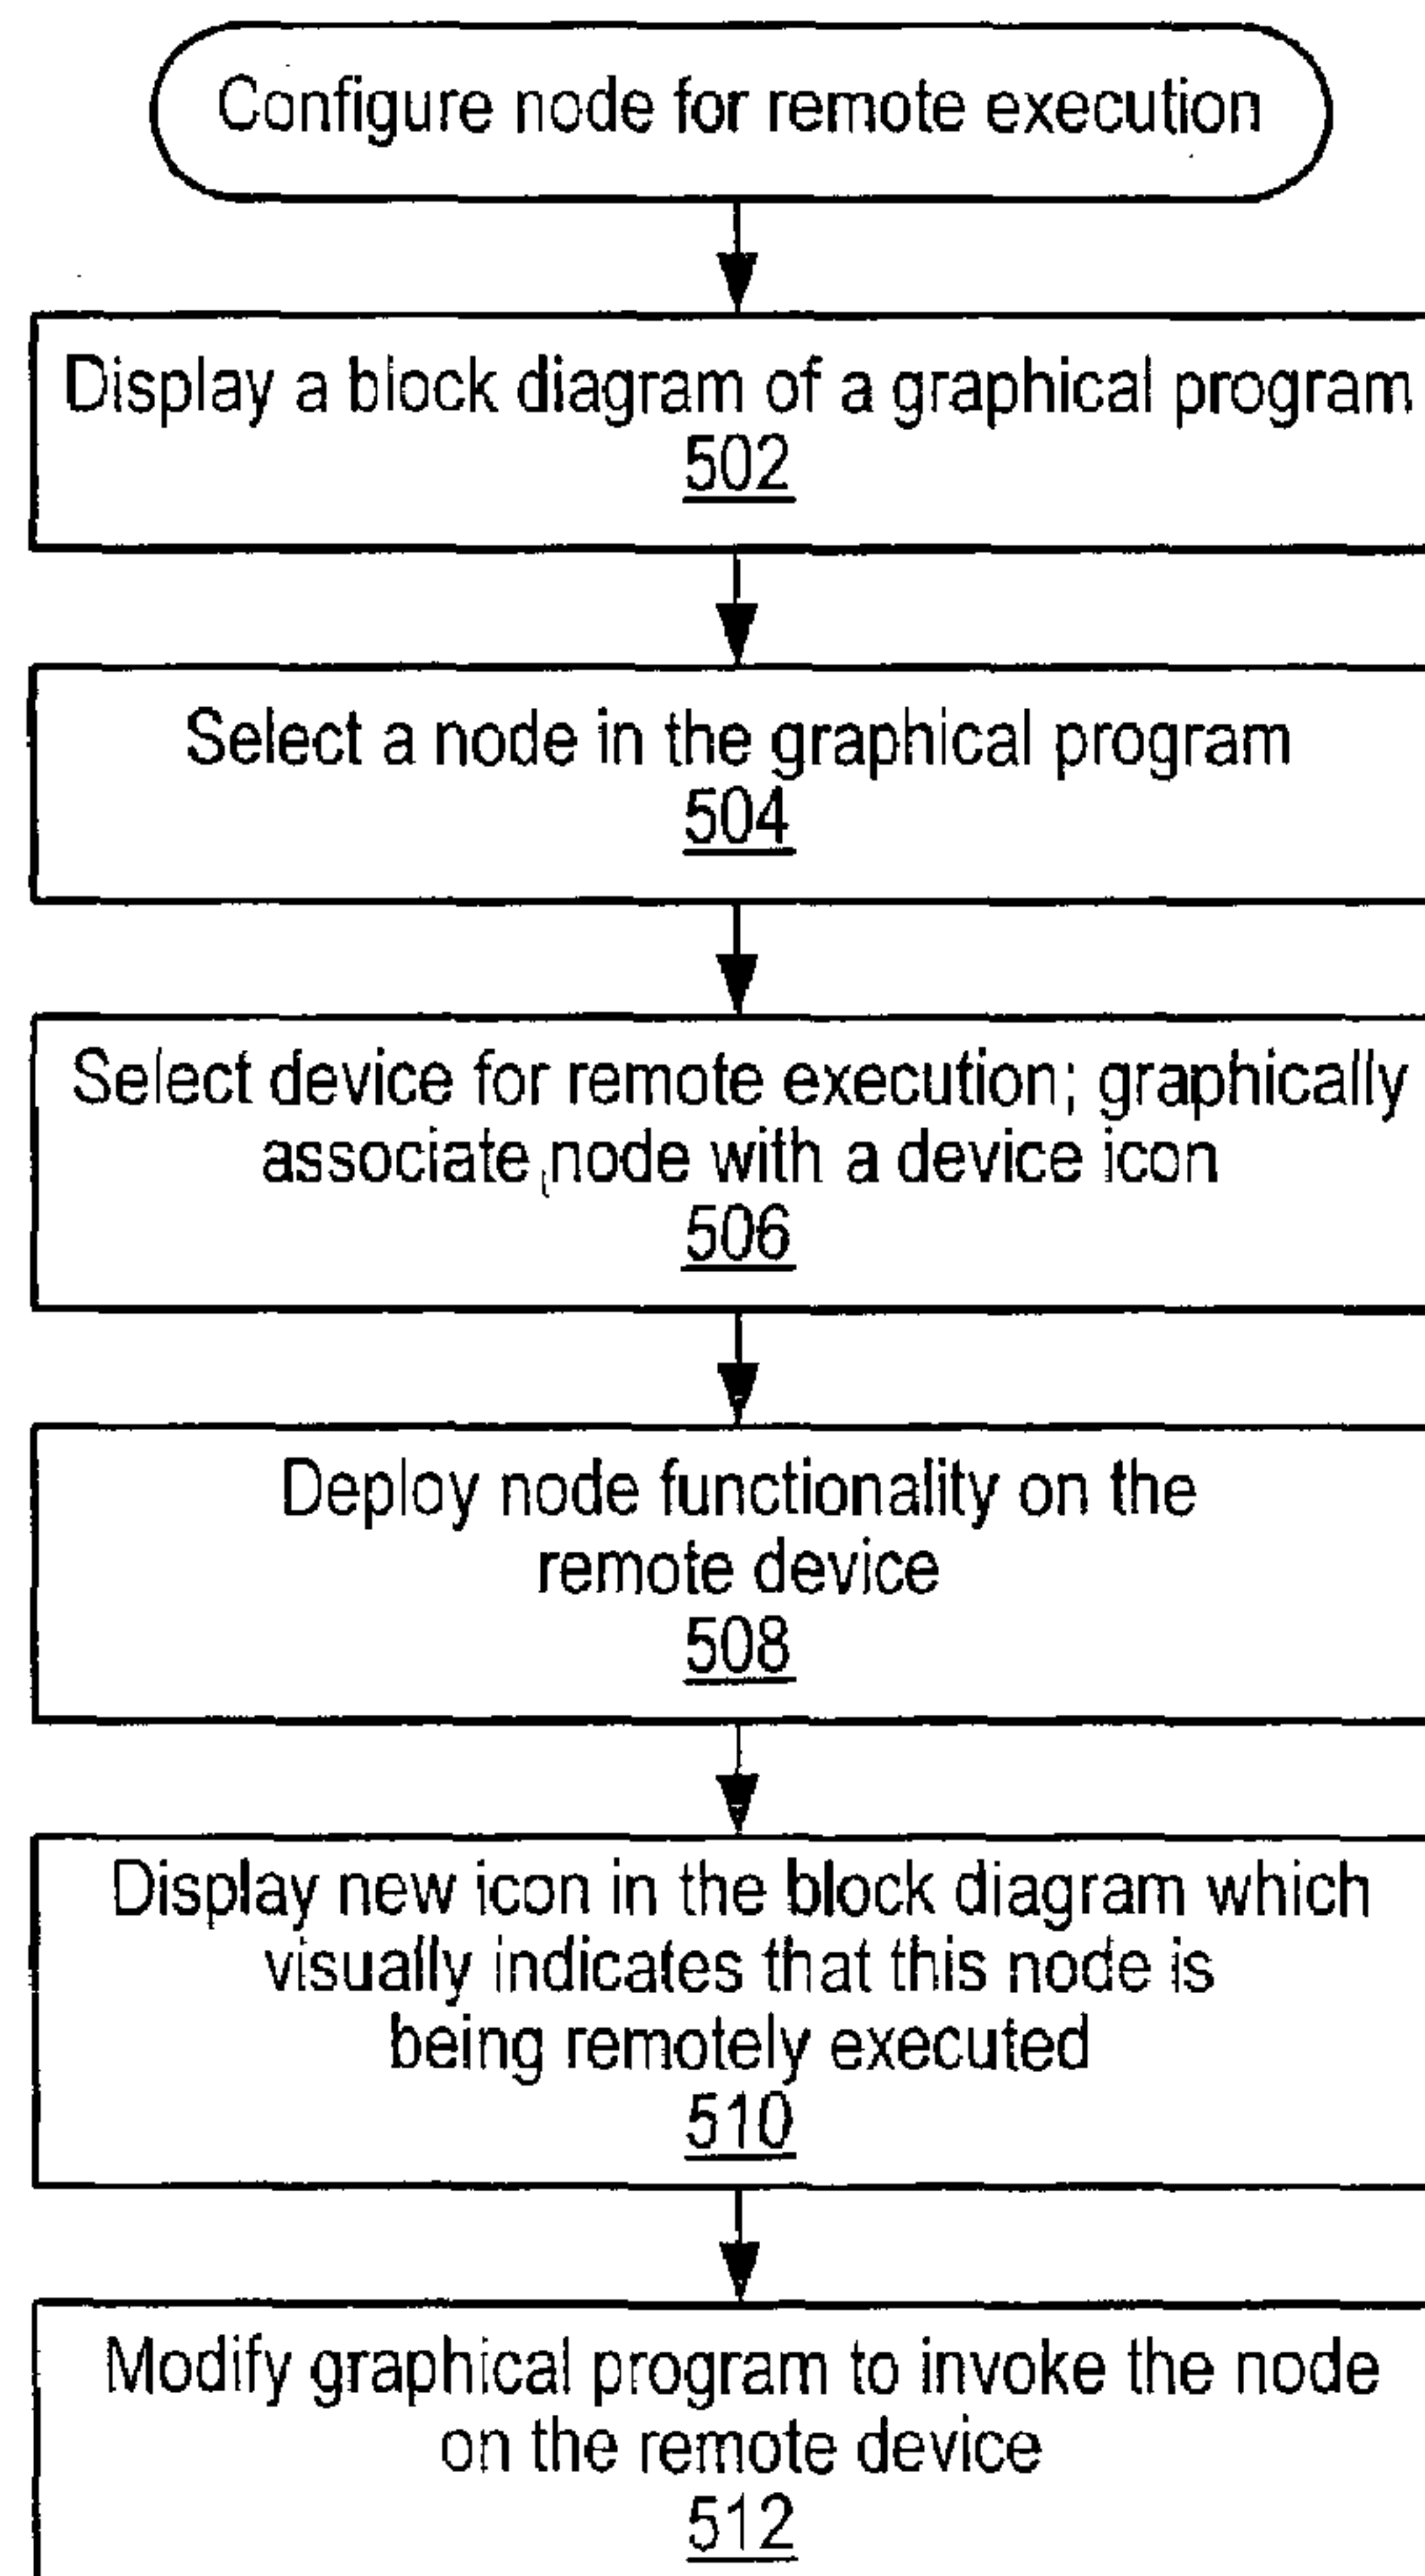 Configure node for remote execution
Display a block diagram of a graphical program
502
Select a node in the graphical program
504
Select device for remote execution; graphically
associate node with a device icon
506
Deploy node functionality on the
remote device
508
Display new icon in the block diagram which
visually indicates that this node is
being remotely executed
510
Modify graphical program to invoke the node
on the remote device
512